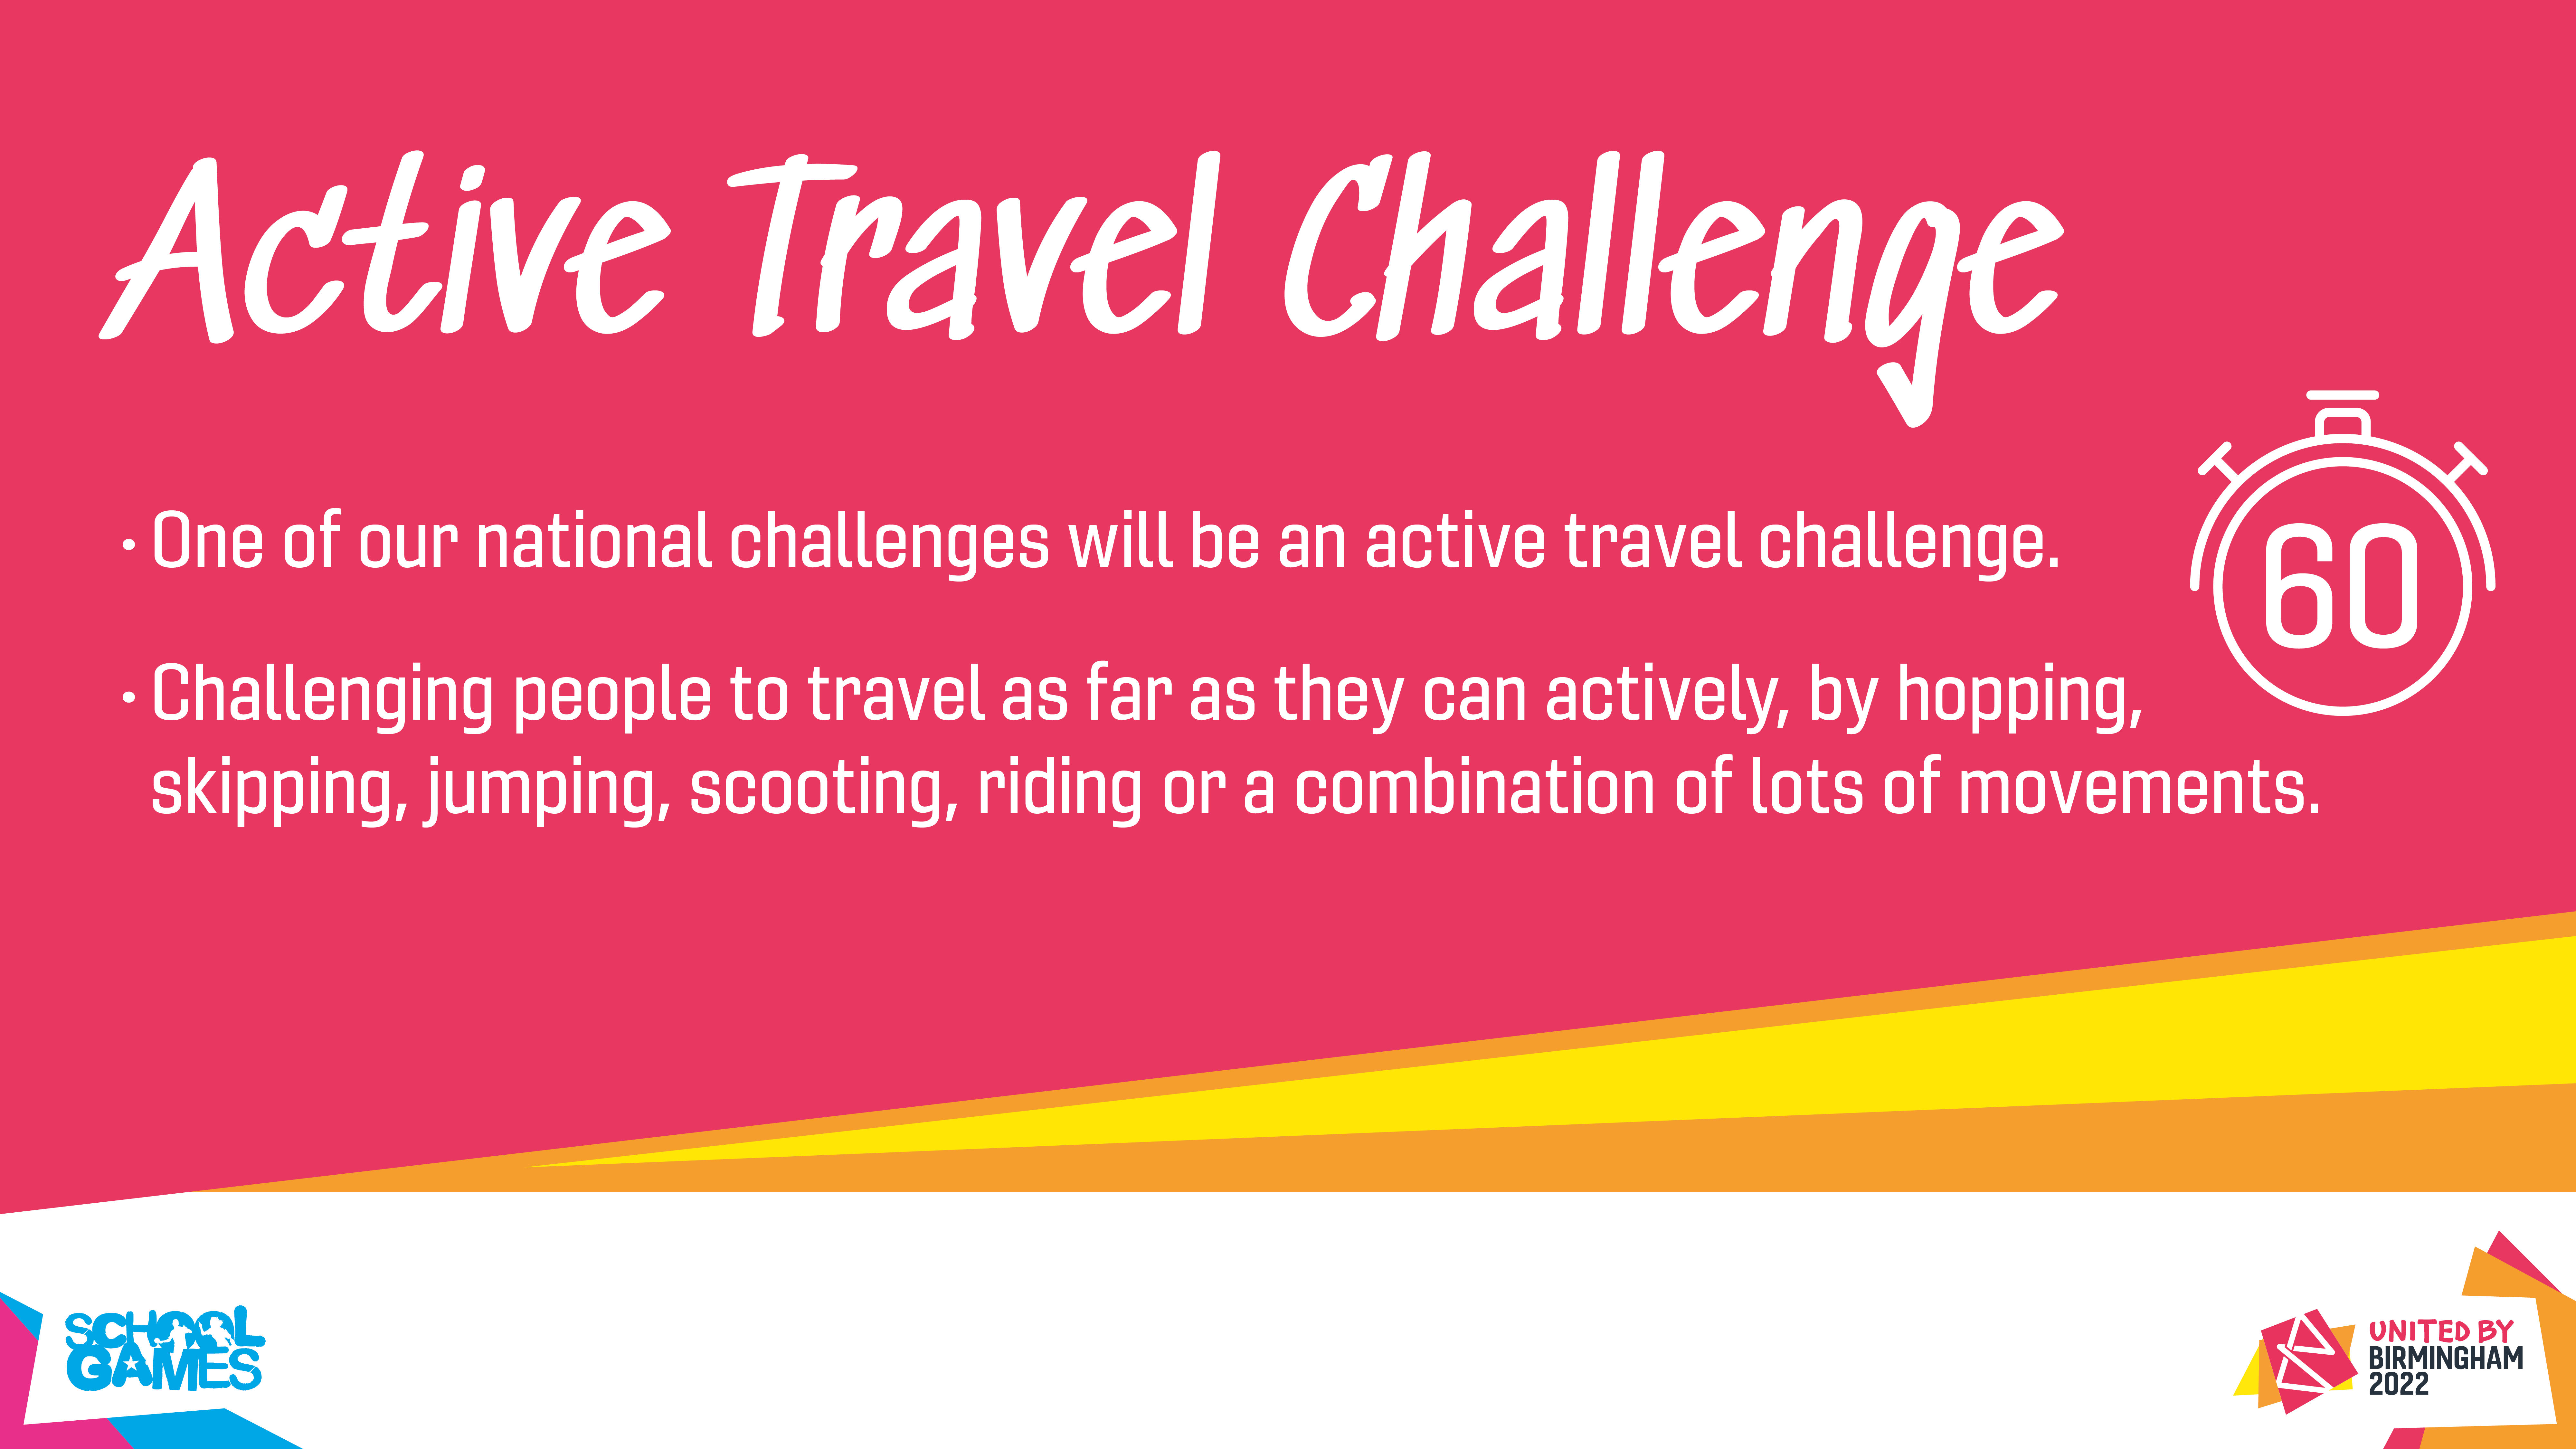 Active Travel Challenge
• One of our national challenges will be an active travel challenge.
60
• Challenging people to travel as far as they can actively, by hopping,
skipping, jumping, scooting, riding or a combination of lots of movements.
SCHOOL
GAMES
UNITED BY
BIRMINGHAM
2022